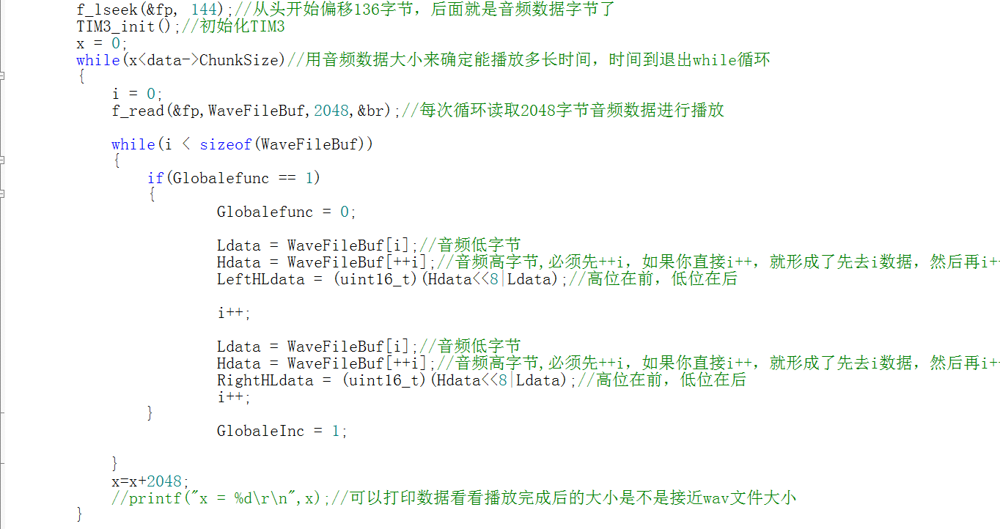 f_lseek(&fp, 144);//从头开始偏移136字节，后面就是音频数据字节了
TIM3_init();//初始化TIM3
x = 0;
while(x<data->ChunkSize)//用音频数据大小来确定能播放多长时间，时间到退出while循环
{
i = 0;
f_read(&fp,WaveFileBuf,2048,&br);//每次循环读取2048字节音频数据进行播放
while(i < sizeof(WaveFileBuf))
{
if(Globalefunc == 1)
{
Globalefunc = 0;
Ldata = WaveFileBuf[i];//音频低字节
Hdata = WaveFileBuf[++i];//音频高字节,必须先++i，如果你直接i++，就形成了先去i数据，然后再i+
LeftHLdata = (uint16_t)(Hdata<<8|Ldata);//高位在前，低位在后
i++;
Ldata = WaveFileBuf[i];//音频低字节
Hdata = WaveFileBuf[++i];//音频高字节,必须先++i，如果你直接i++，就形成了先去i数据，然后再i+
RightHLdata = (uint16_t)(Hdata<<8|Ldata);//高位在前，低位在后
i++;
}
GlobaleInc = 1;
}
x=x+2048;
//printf("x = %d\r\n",x);//可以打印数据看看播放完成后的大小是不是接近wav文件大小
}